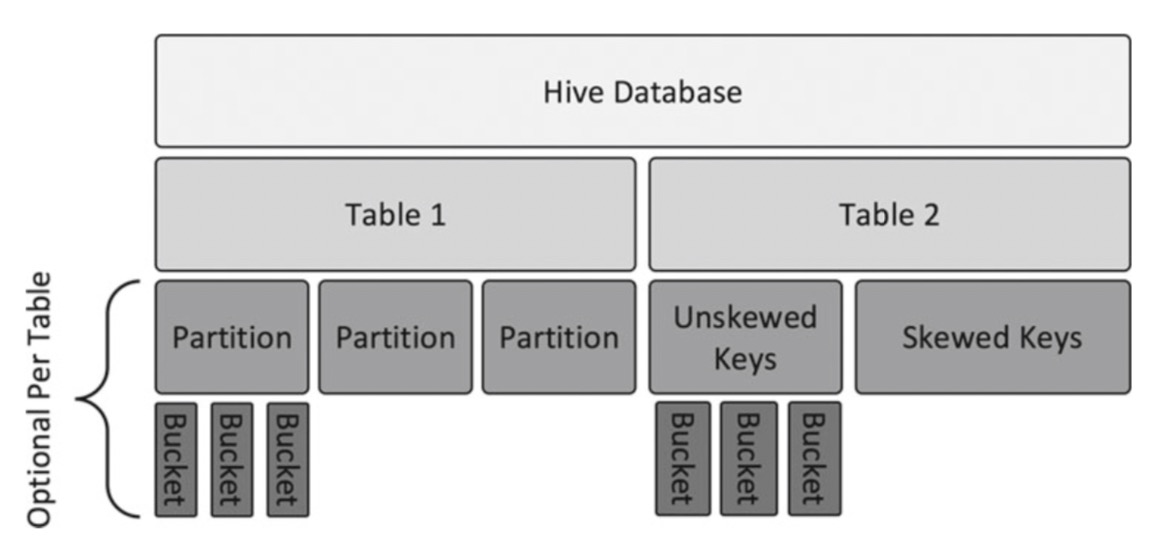 Hive Database
Table 1
Table 2
Optional Per Table
Partition
Partition
Partition
Unskewed
Keys
Skewed Keys
Bucket
Bucket
Bucket
Bucket
Bucket
Bucket